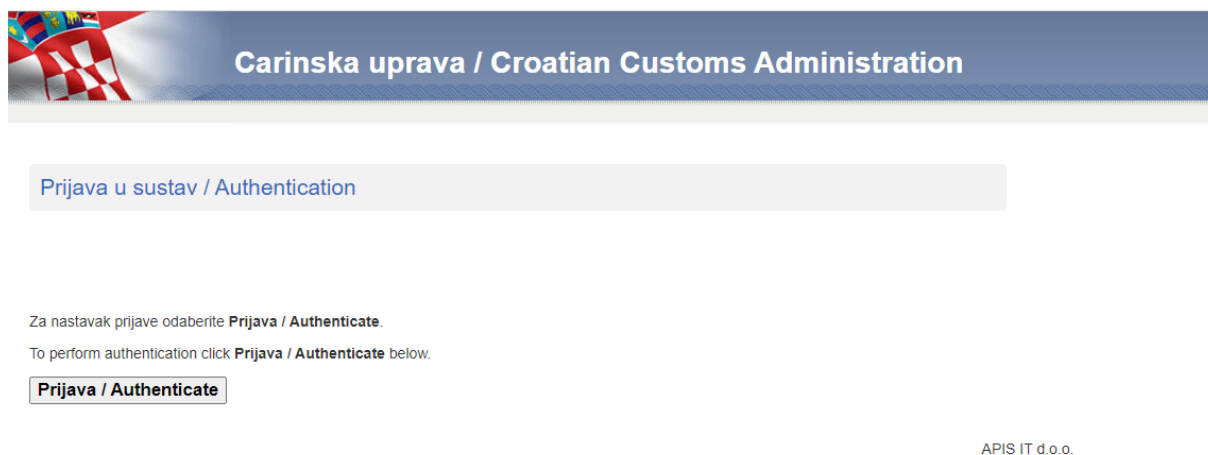 Carinska uprava / Croatian Customs Administration
Prijava u sustav / Authentication
Za nastavak prijave odaberite Prijava / Authenticate.
To perform authentication click Prijava / Authenticate below.
Prijava / Authenticate
APIS IT d.o.o.